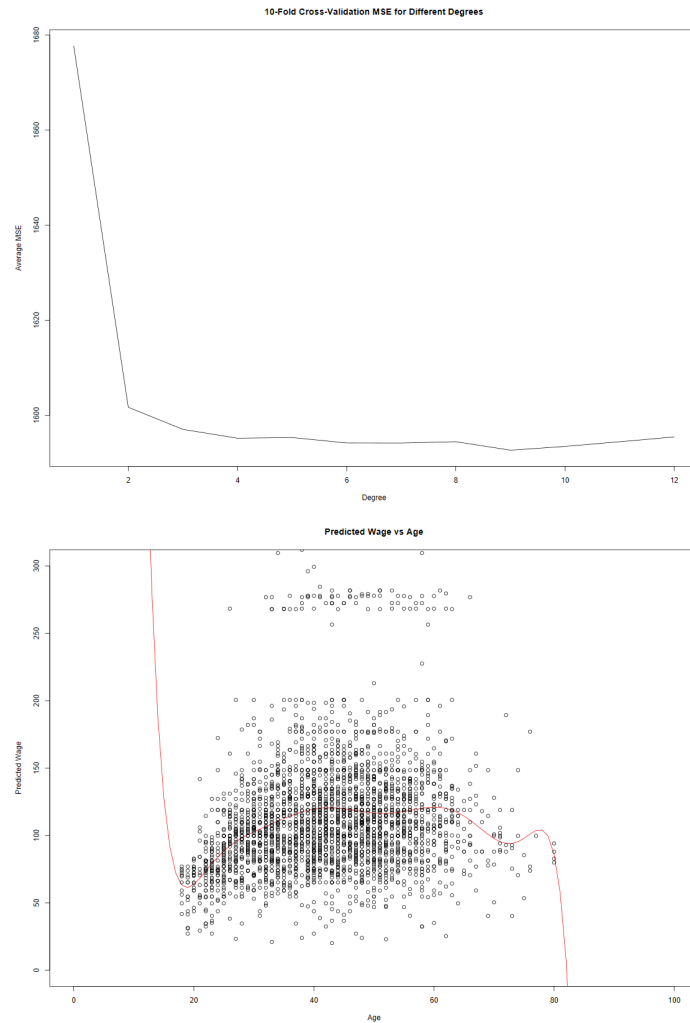 10-Fold Cross-Validation MSE for Different Degrees
1680
1660
1640
1620
1600
Average MSE
2 4 6 8 10 12
Degree
Predicted Wage vs Age
300
250
200
150
100
50
0
Predicted Wage
0 20 40 60 80 100
Age